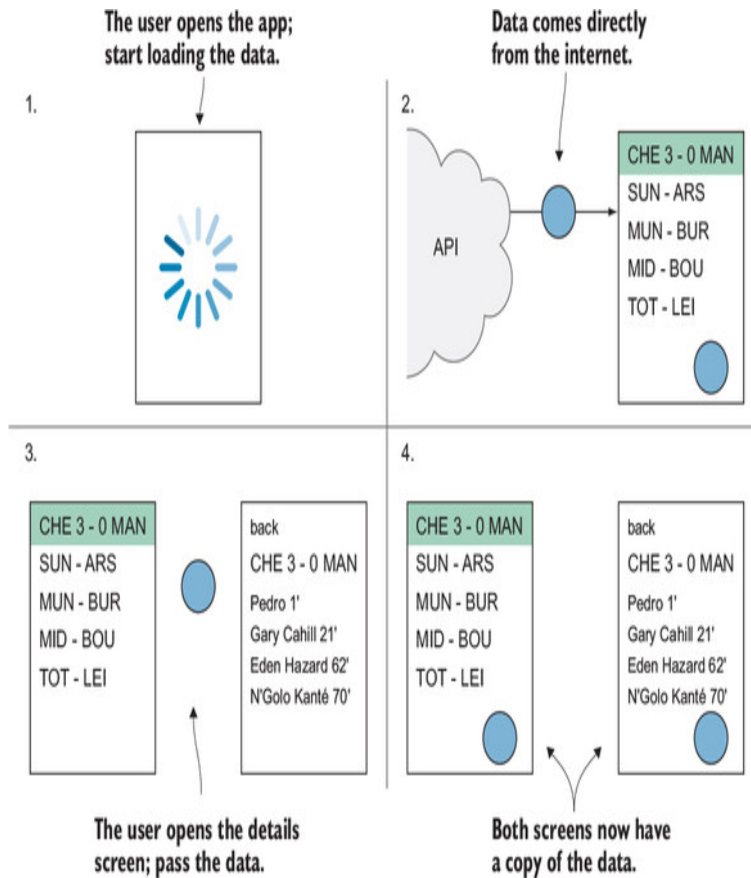 The user opens the app;
start loading the data.
Data comes directly
from the internet.
1.
2.
API
CHE 3 - 0 MAN
SUN - ARS
MUN - BUR
MID - BOU
TOT - LEI
3.
CHE 3 - 0 MAN
SUN - ARS
MUN - BUR
MID - BOU
TOT - LEI
back
CHE 3 - 0 MAN
Pedro 1'
Gary Cahill 21'
Eden Hazard 62'
N'Golo Kanté 70'
The user opens the details
screen; pass the data.
4.
CHE 3 - 0 MAN
SUN - ARS
MUN - BUR
MID - BOU
TOT - LEI
back
CHE 3 - 0 MAN
Pedro 1'
Gary Cahill 21'
Eden Hazard 62'
N'Golo Kanté 70'
Both screens now have
a copy of the data.